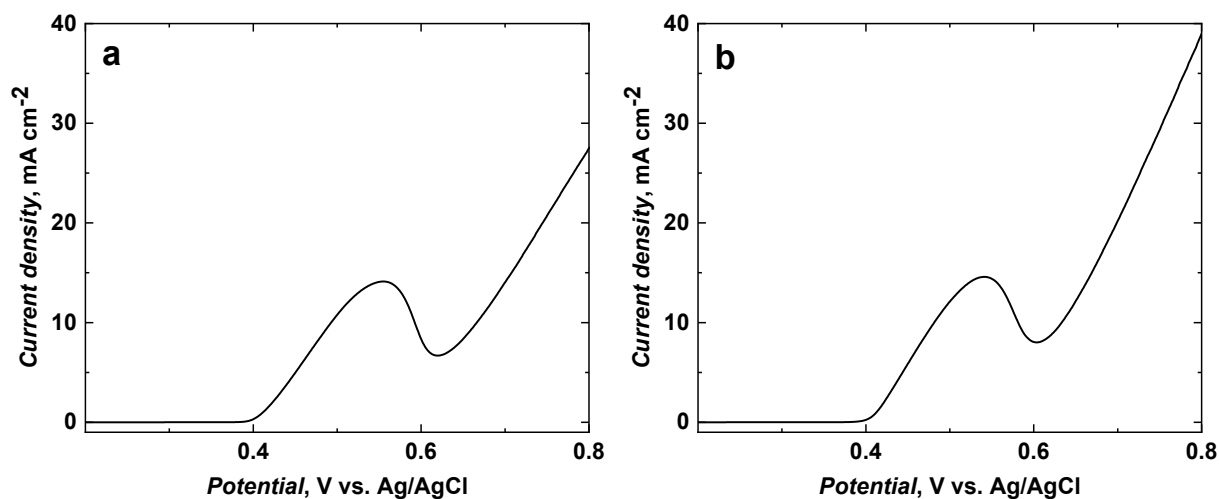 a
40
30
20
10
0
Current density, mA cm-2
0.4
0.6
0.8
Potential, V vs. Ag/AgCl
b
40
30
20
10
0
Current density, mA cm-2
0.4
0.6
0.8
Potential, V vs. Ag/AgCl